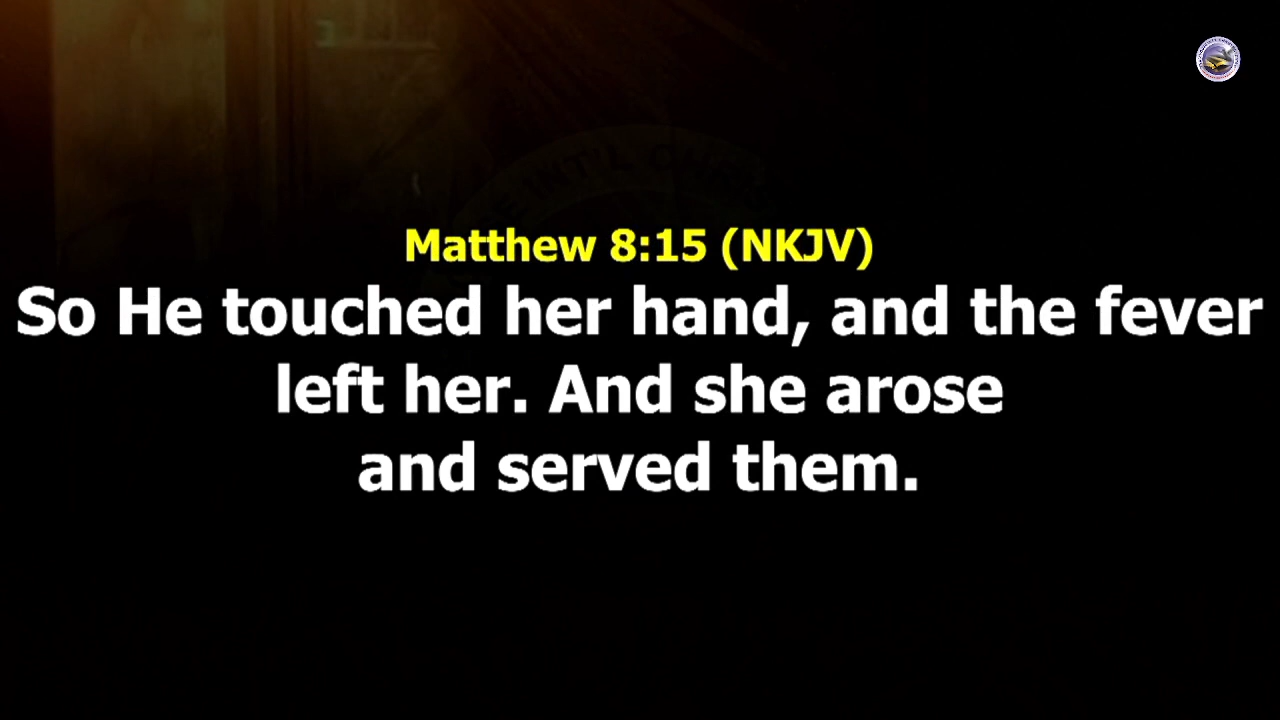 INT'L
Matthew 8:15 (NKJV)
So He touched her hand, and the fever
left her. And she arose
and served them.